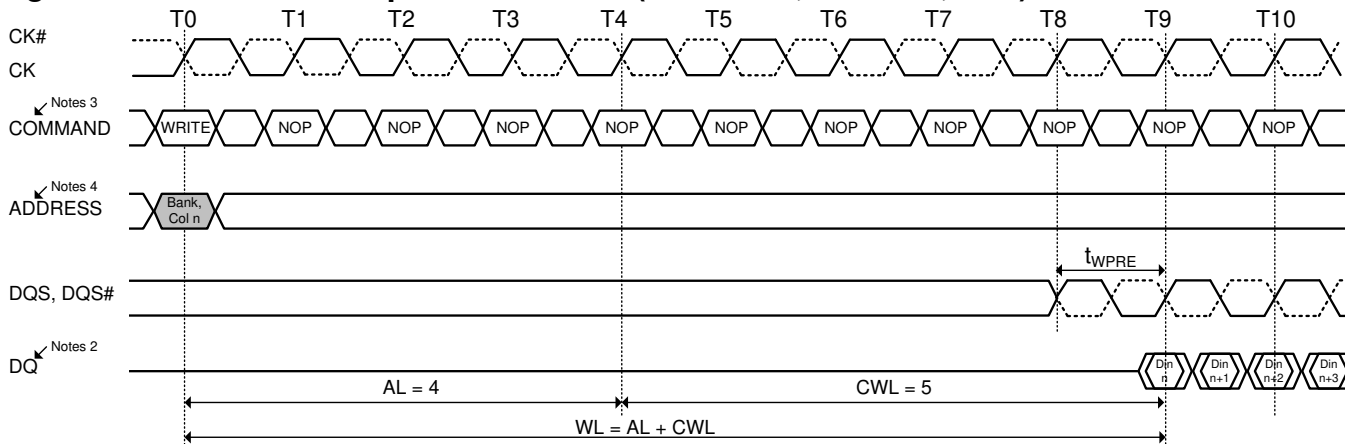 T0 T1 T2 T3 T4 T5 T6 T7 T8 T9 T10
CK#
CK
Notes 3
COMMAND WRITE NOP NOP NOP NOP NOP NOP NOP NOP NOP NOP
Notes 4
ADDRESS
Bank,
Col n
tWPRE
DQS, DQS#
Notes 2
DQ
Din Din Din Din
n n+1 n+2 n+3
AL = 4 CWL = 5
WL = AL + CWL